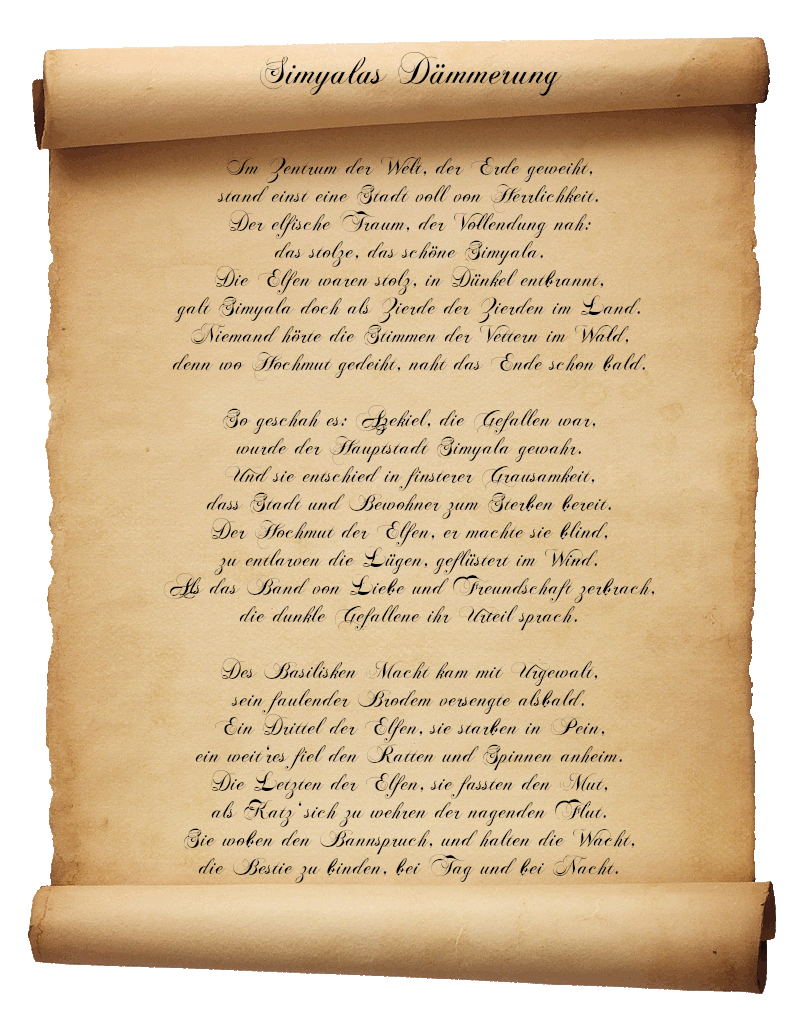 Simyalas Dämmerung
Im Zentrum der Welt, der Erde geweiht,
stand einst eine Stadt voll von Herrlichkeit.
Der elfische Traum, der Vollendung nah:
das stolze, das schöne Simyala.
Die Elfen waren stolz, in Dünkel entbrannt,
galt Simyala doch als Zierde der Zierden im Land.
Niemand hörte die Stimmen der Vettern im Wald,
denn wo Hochmut gedeiht, naht das Ende schon bald.
So geschah es: Azekiel, die Gefallen war,
wurde der Hauptstadt Simyala gewahr.
Und sie entschied in finsterer Grausamkeit,
dass Stadt und Bewohner zum Sterben bereit.
Der Hochmut der Elfen, er machte sie blind,
zu entlarven die Lügen, geflüstert im Wind.
Als das Band von Liebe und Freundschaft zerbrach,
die dunkle Gefallene ihr Urteil sprach.
Des Basilisken Macht kam mit Urgewalt,
sein faulender Brodem versengte alsbald.
Ein Drittel der Elfen, sie starben in Pein,
ein weit'res fiel den Ratten und Spinnen anheim.
Die Letzten der Elfen, sie fassten den Mut,
als Katz' sich zu wehren der nagenden Flut.
Sie woben den Bannspruch, und halten die Wacht,
die Bestie zu binden, bei Tag und bei Nacht.